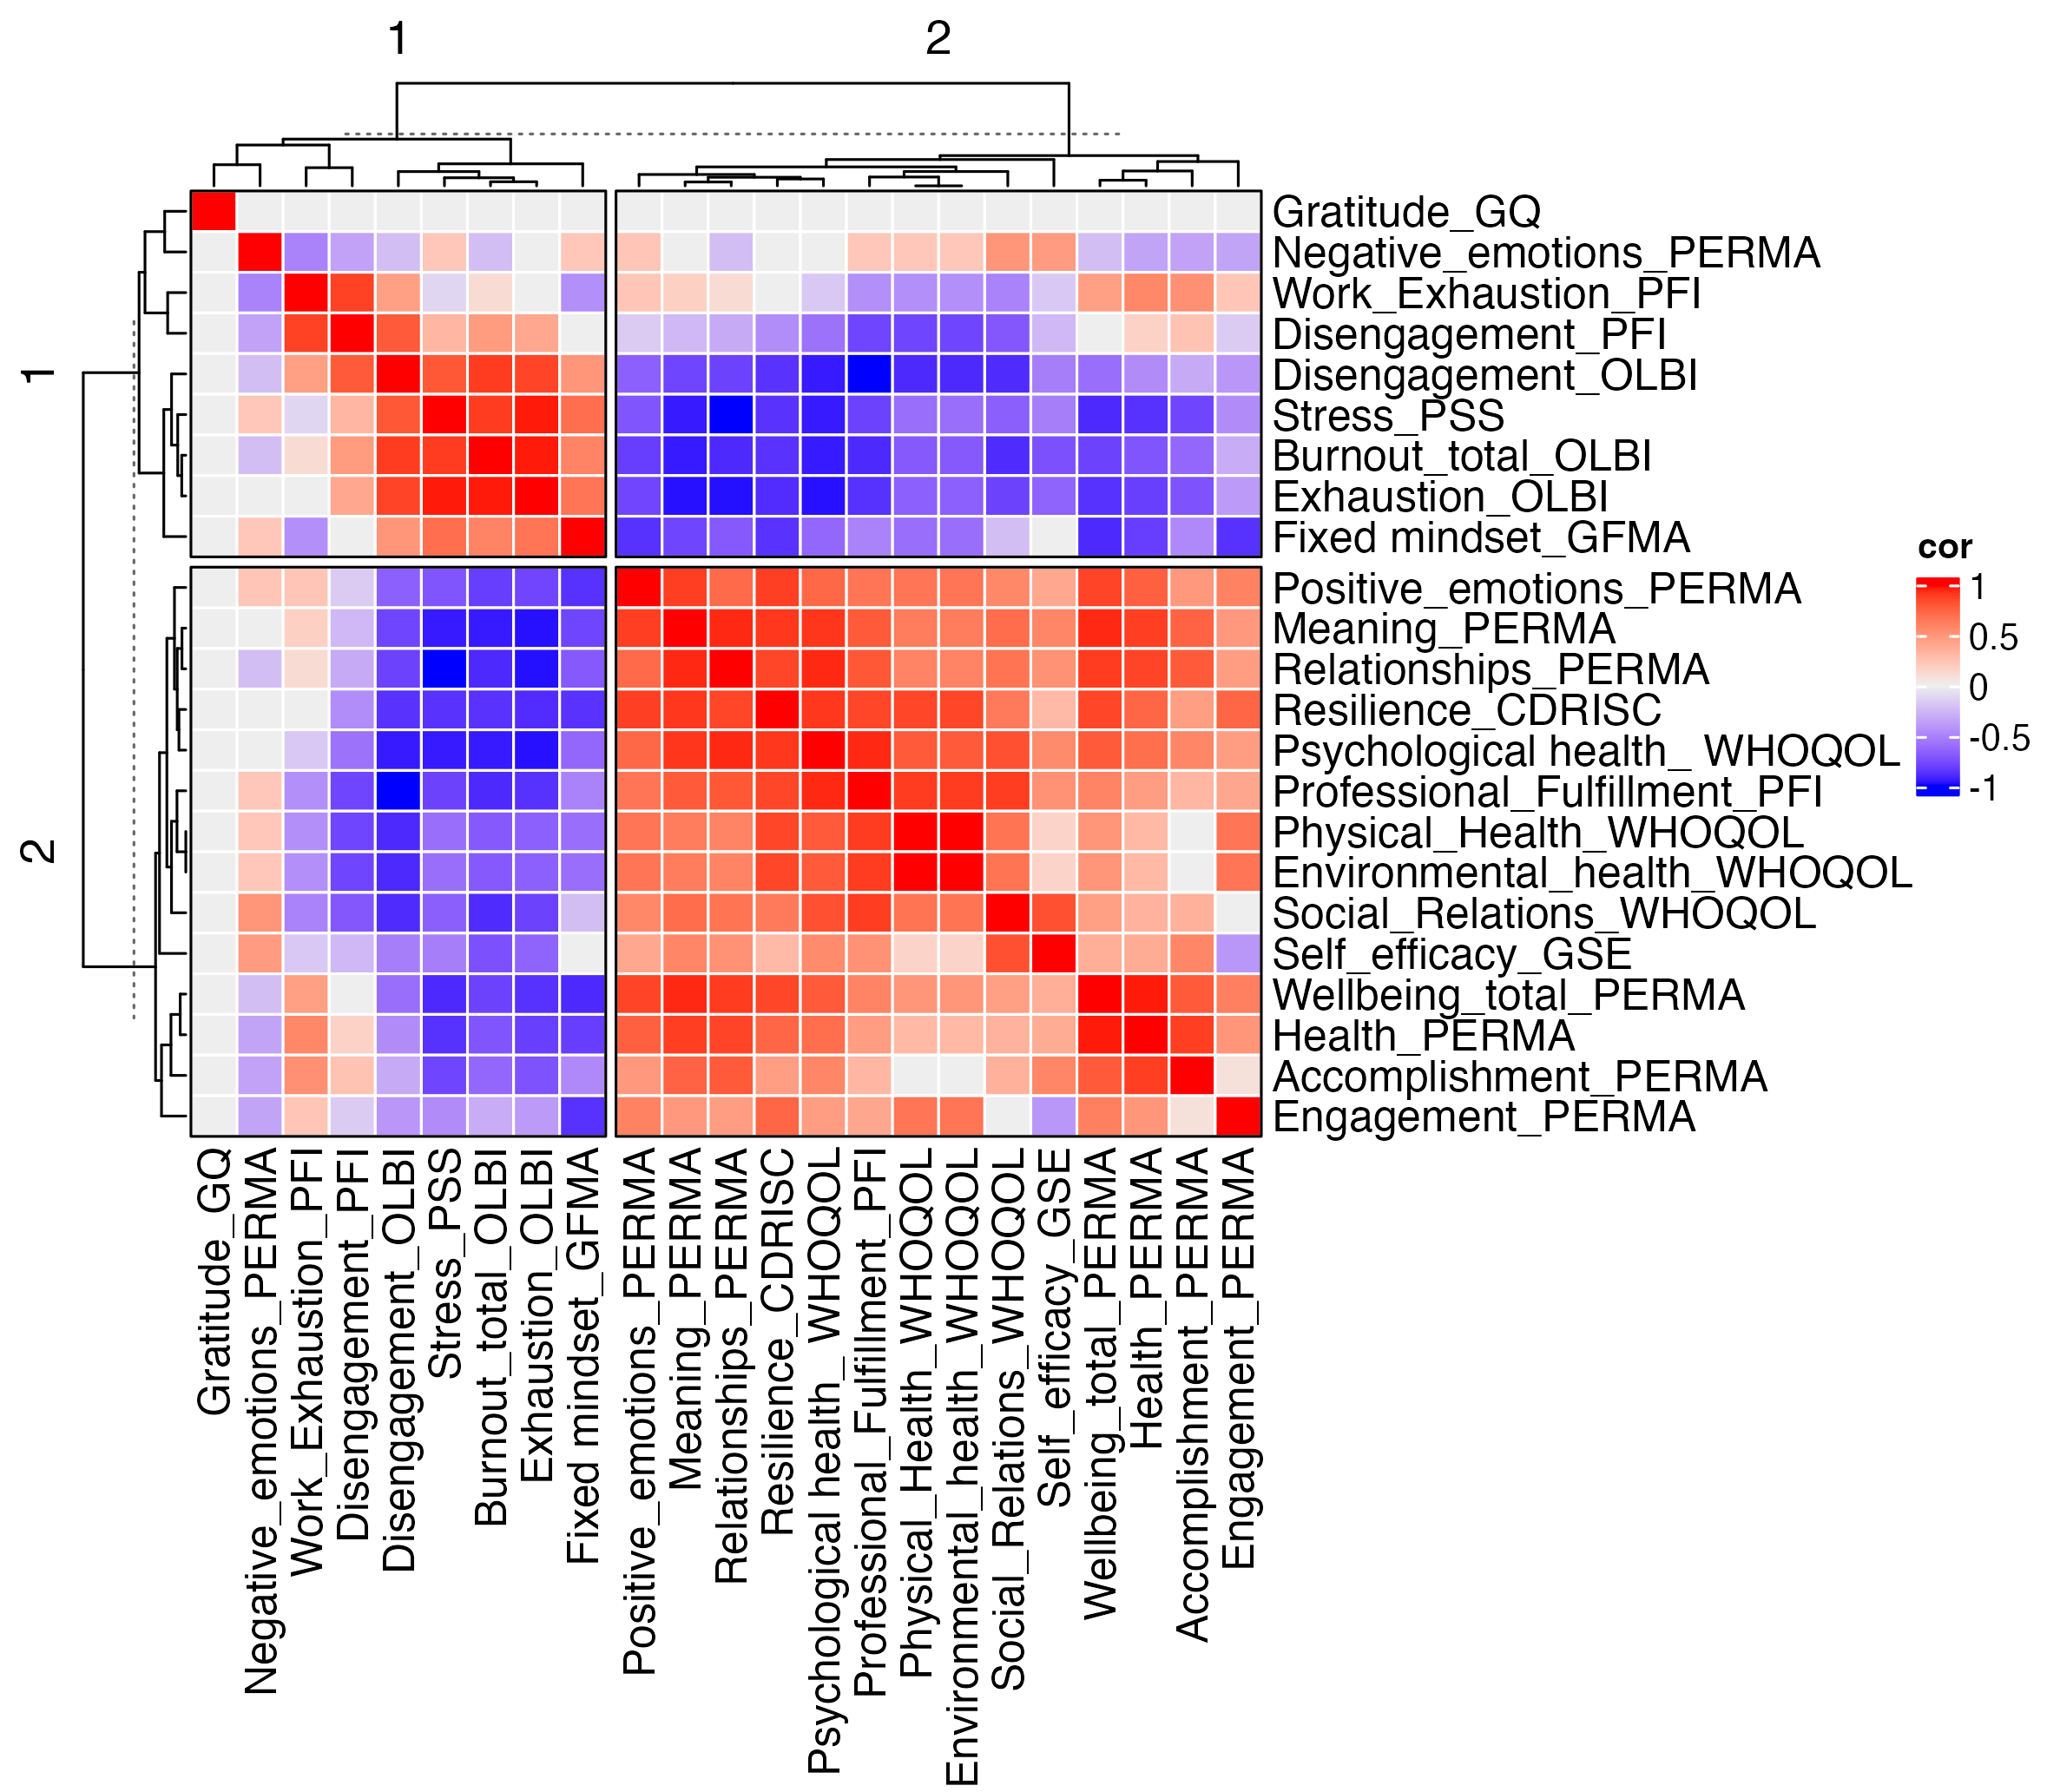 1
2
1
2
Gratitude_GQ
Negative_emotions_PERMA
Work_Exhaustion_PFI
Disengagement_PFI
Disengagement_OLBI
Stress_PSS
Burnout_total_OLBI
Exhaustion_OLBI
Fixed mindset_GFMA
Positive_emotions_PERMA
Meaning_PERMA
Relationships_PERMA
Resilience_CDRISC
Psychological health_ WHOQOL
Professional_Fulfillment_PFI
Physical_Health_WHOQOL
Environmental_health_WHOQOL
Social_Relations_WHOQOL
Self_efficacy_GSE
Wellbeing_total_PERMA
Health_PERMA
Accomplishment_PERMA
Engagement_PERMA
cor
1
0.5
0
-0.5
-1
Gratitude_GQ
Negative_emotions_PERMA
Work_Exhaustion_PFI
Disengagement_PFI
Disengagement_OLBI
Stress_PSS
Burnout_total_OLBI
Exhaustion_OLBI
Fixed mindset_GFMA
Positive_emotions_PERMA
Meaning_PERMA
Relationships_PERMA
Resilience_CDRISC
Psychological health_ WHOQOL
Professional_Fulfillment_PFI
Physical_Health_WHOQOL
Environmental_health_WHOQOL
Social_Relations_WHOQOL
Self_efficacy_GSE
Wellbeing_total_PERMA
Health_PERMA
Accomplishment_PERMA
Engagement_PERMA